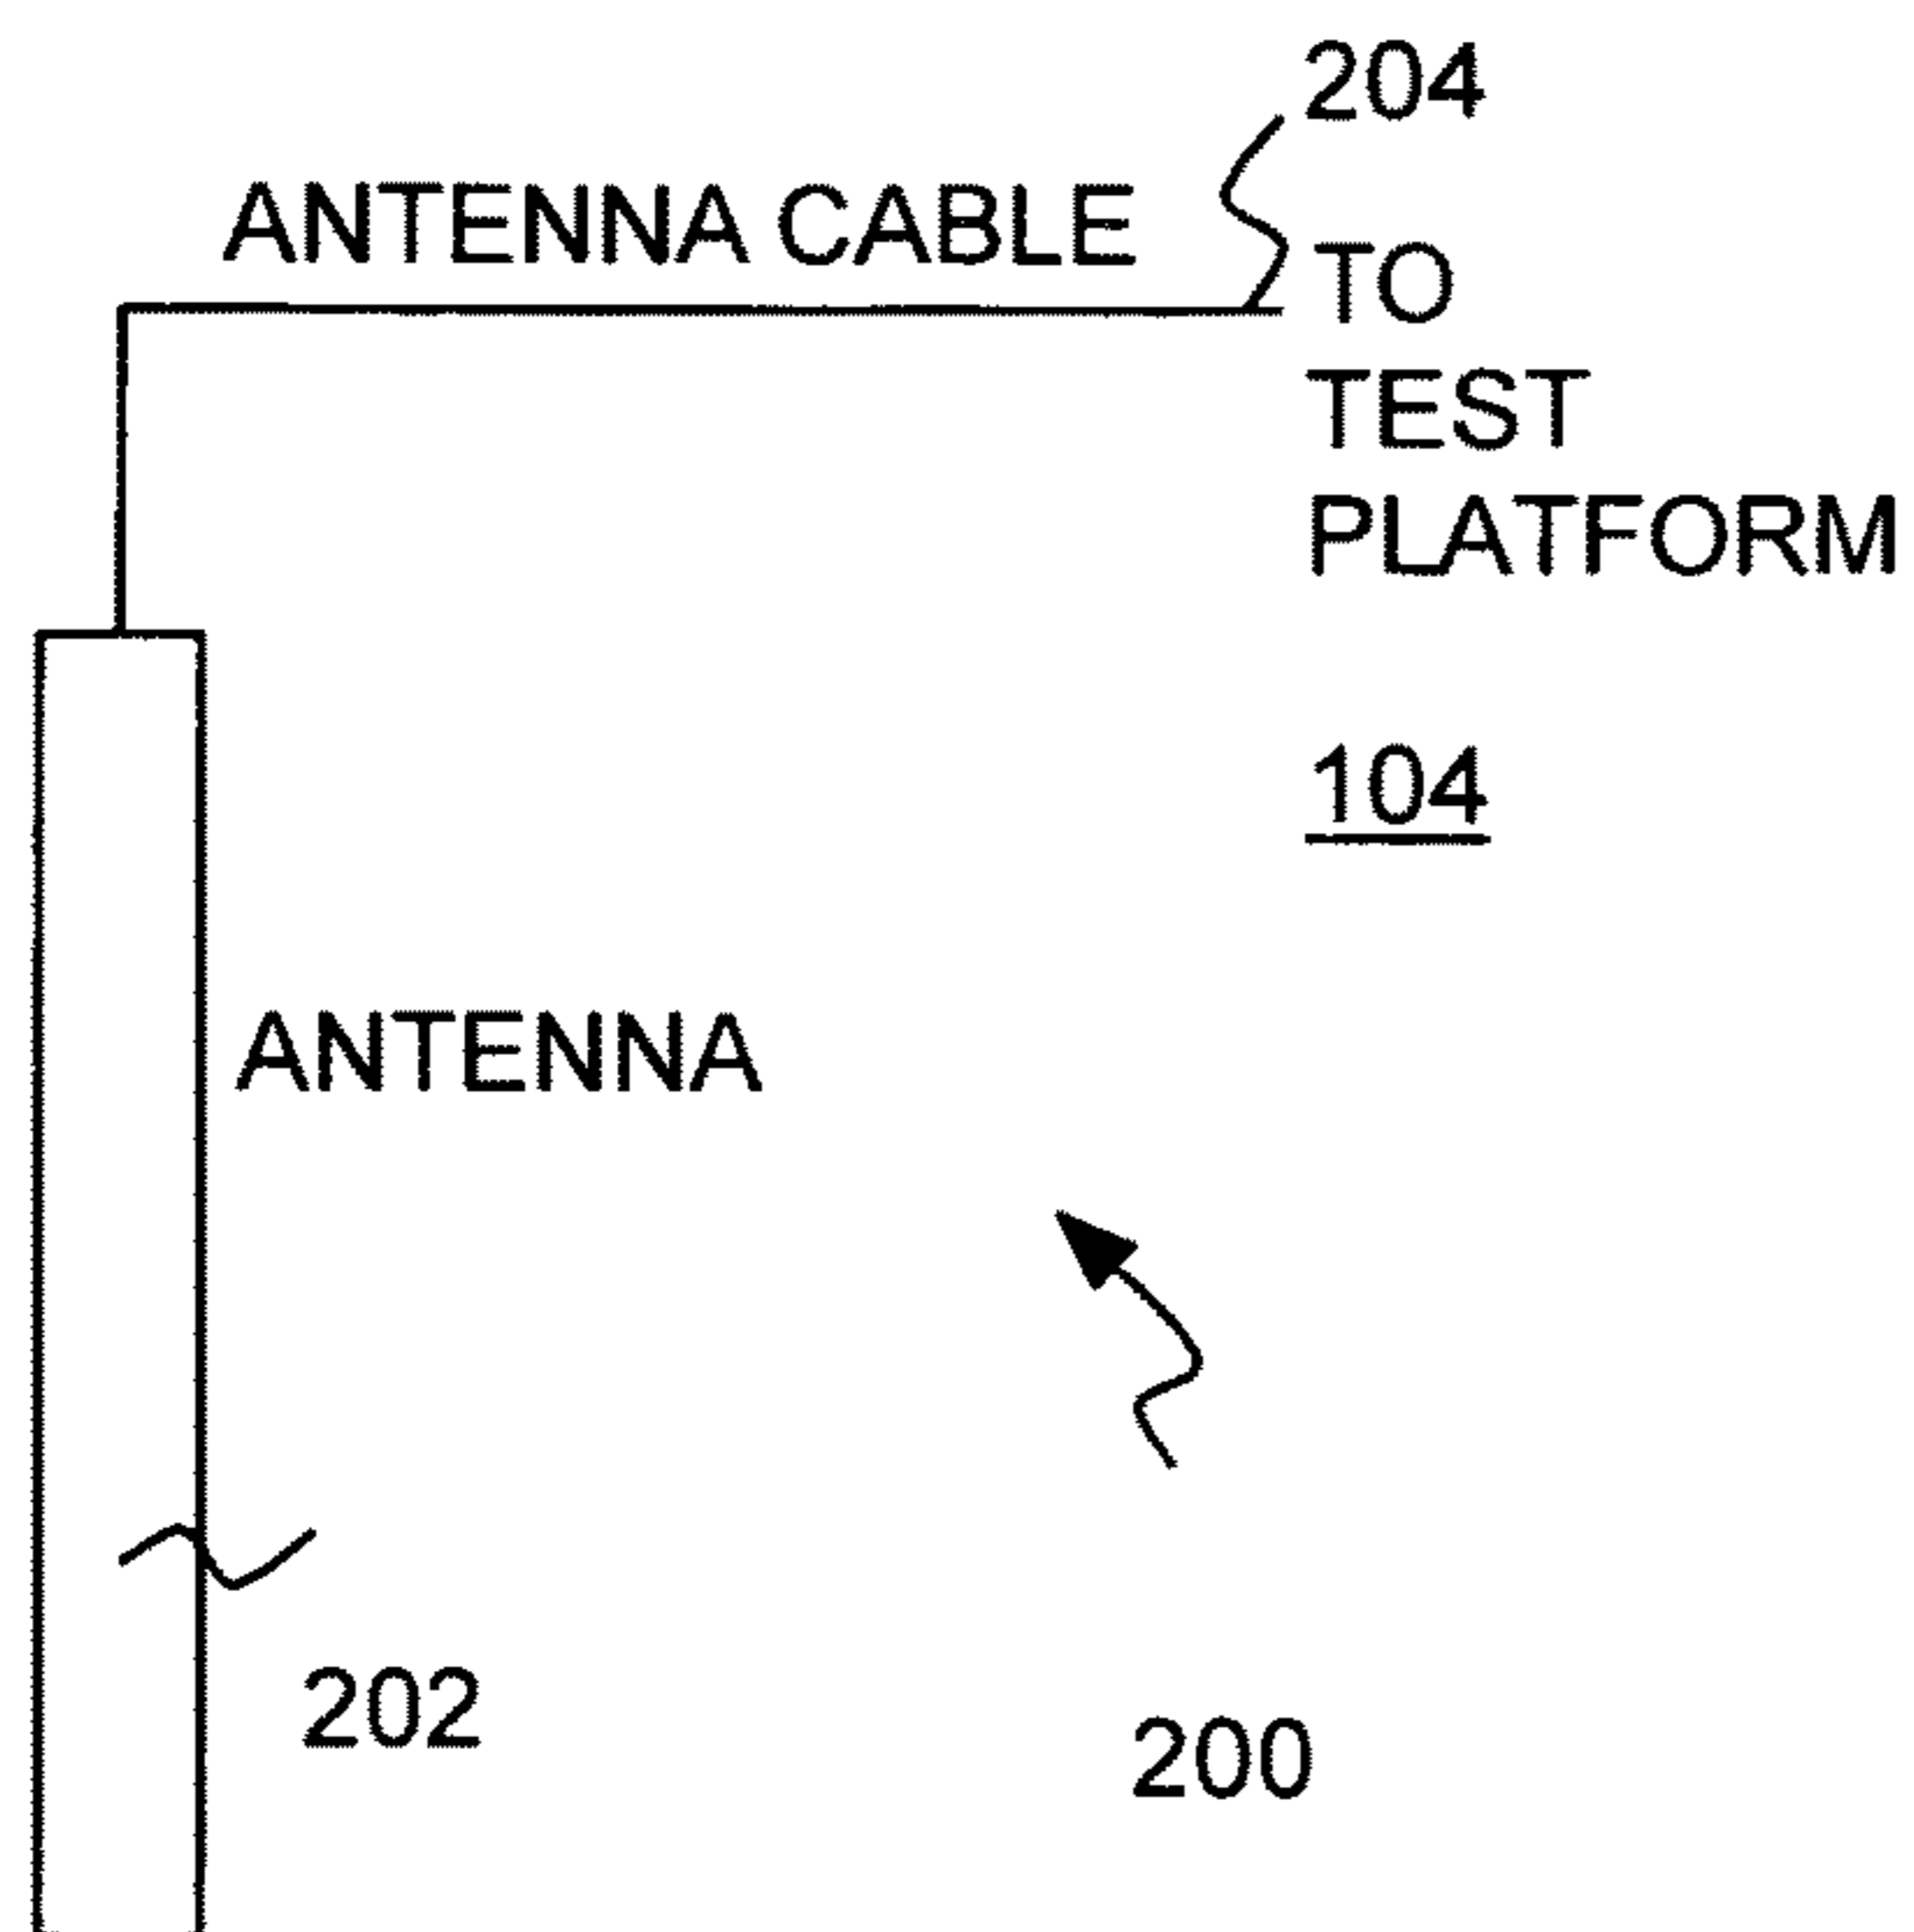 204
ANTENNA CABLE
TO
TEST
PLATFORM
104
ANTENNA
202
200